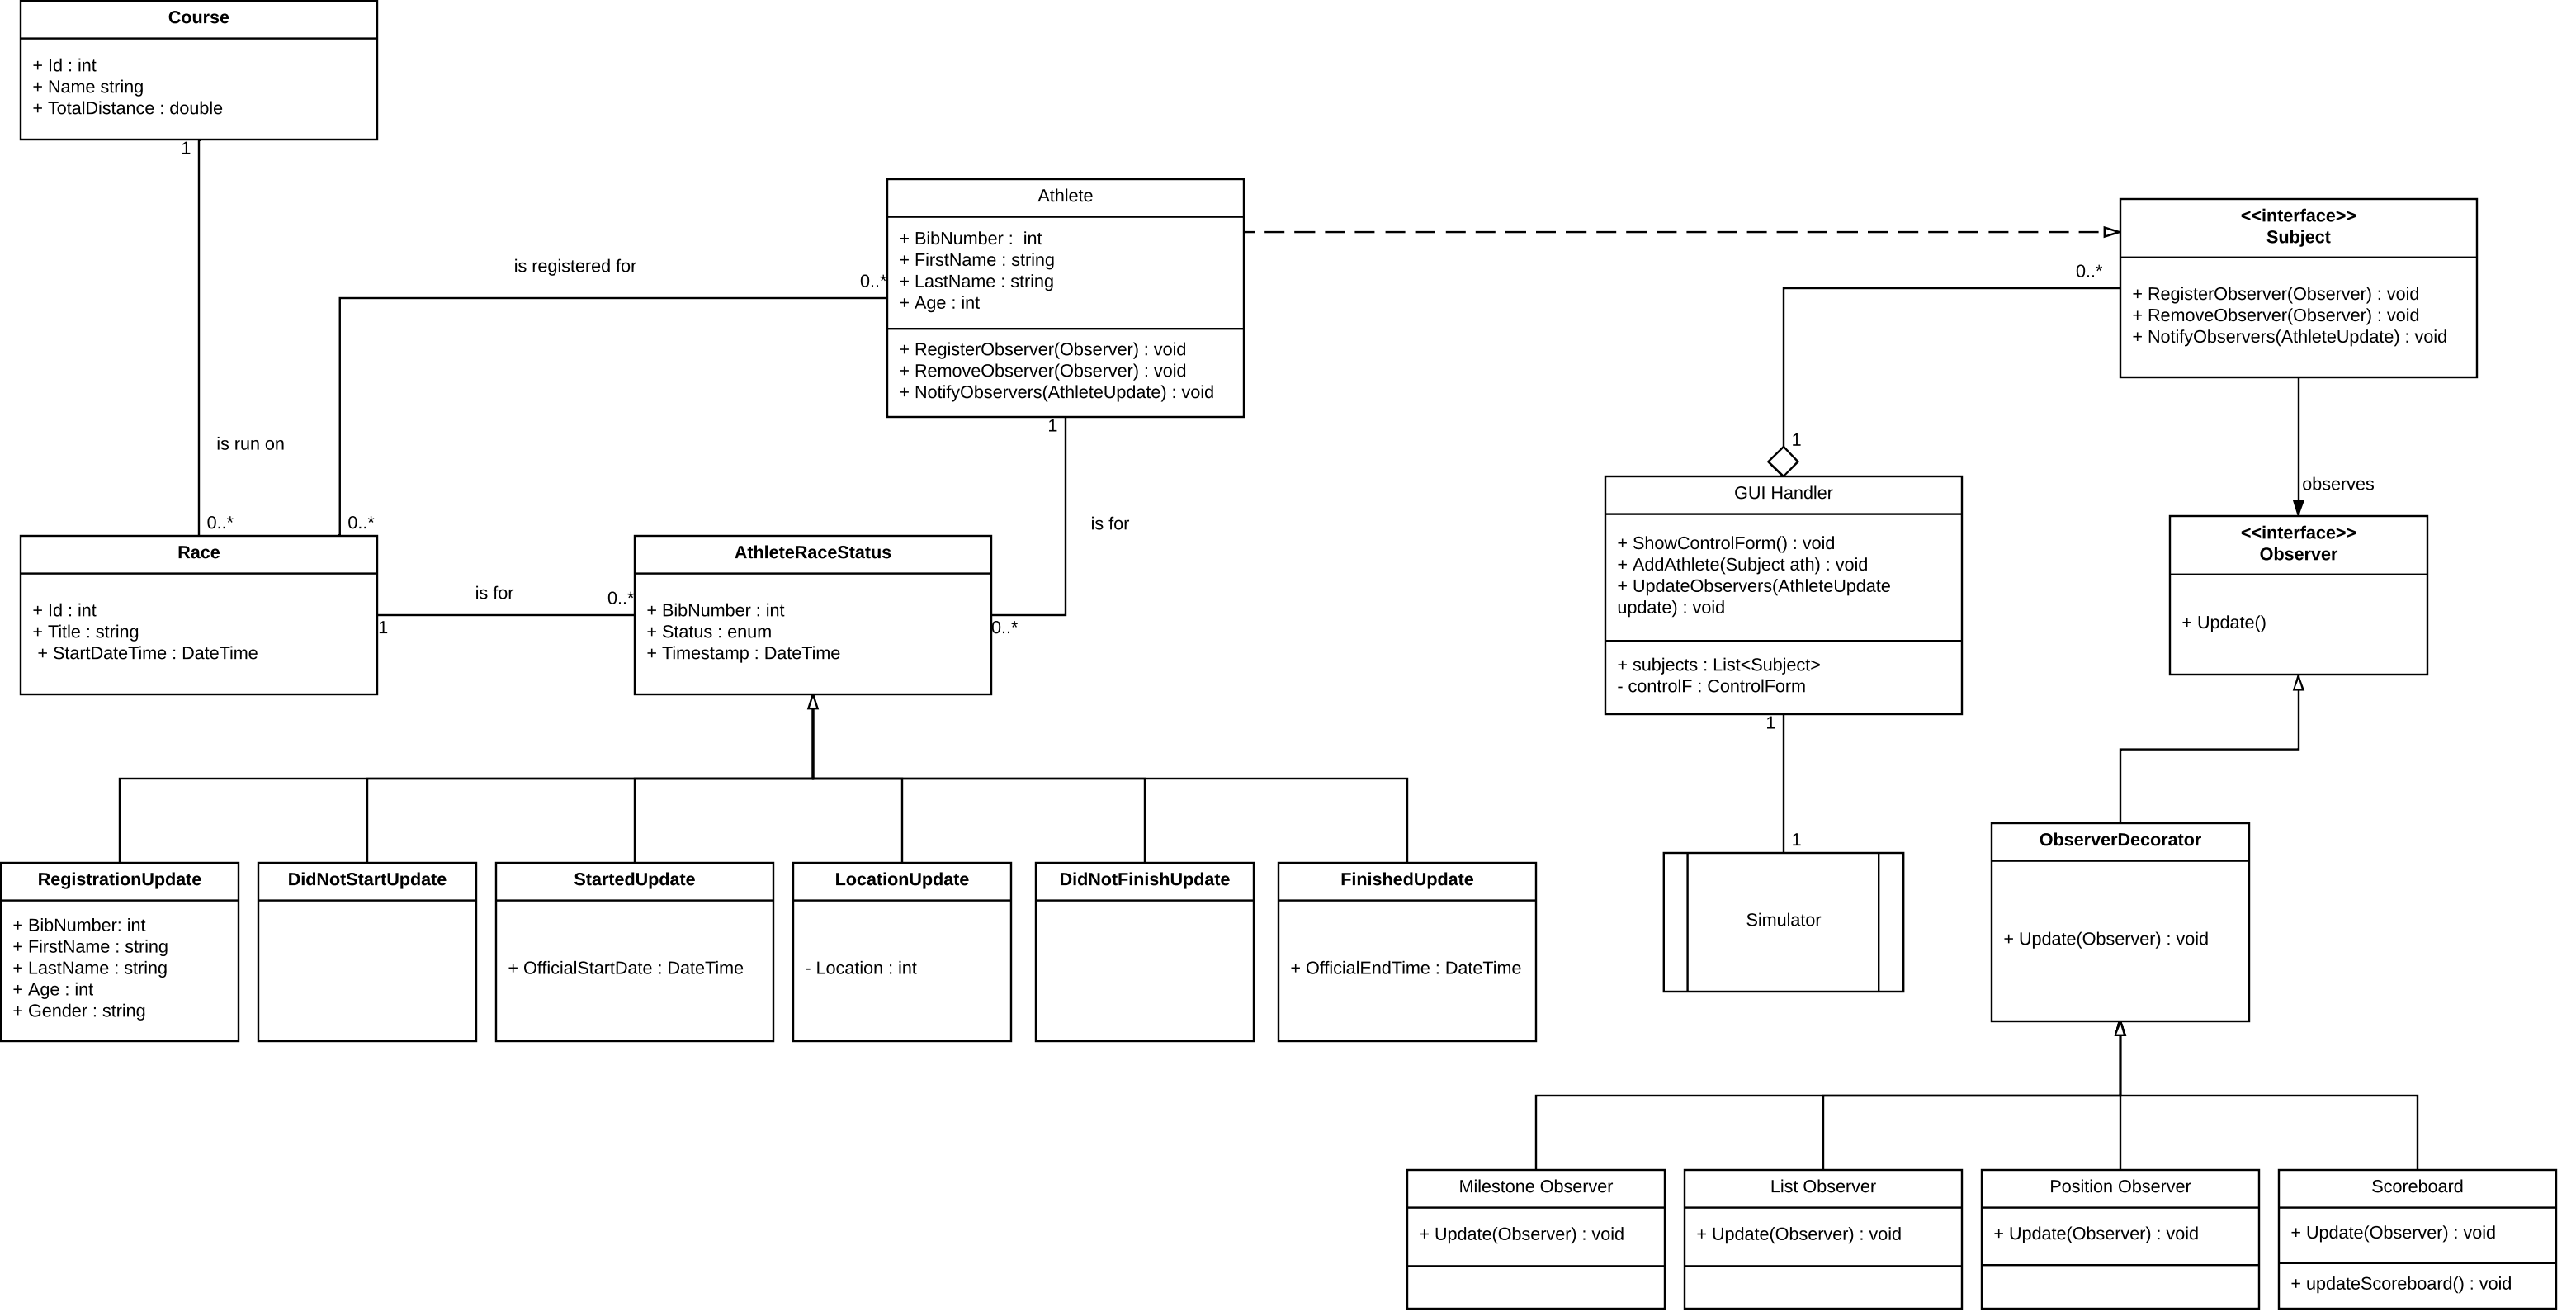 Course
+ Id : int
+ Name string
+ TotalDistance : double
1
is run on
0..*
is registered for
0..*
0..*
Athlete
+ BibNumber :  int
+ FirstName : string
+ LastName : string
+ Age : int
+ RegisterObserver(Observer) : void
+ RemoveObserver(Observer) : void
+ NotifyObservers(AthleteUpdate) : void
1
is for
0..*
<<interface>>
Subject
+ RegisterObserver(Observer) : void
+ RemoveObserver(Observer) : void
+ NotifyObservers(AthleteUpdate) : void
0..*
1
observes
Race
+ Id : int
+ Title : string
+ StartDateTime : DateTime
1
is for
0..*
AthleteRaceStatus
+ BibNumber : int
+ Status : enum
+ Timestamp : DateTime
GUI Handler
+ ShowControlForm() : void
+ AddAthlete(Subject ath) : void
+ UpdateObservers(AthleteUpdate
update) : void
+ subjects : List<Subject>
- controlF : ControlForm
1
1
Simulator
<<interface>>
Observer
+ Update()
ObserverDecorator
+ Update(Observer) : void
RegistrationUpdate
+ BibNumber: int
+ FirstName : string
+ LastName : string
+ Age : int
+ Gender : string
DidNotStartUpdate
StartedUpdate
+ OfficialStartDate : DateTime
LocationUpdate
- Location : int
DidNotFinishUpdate
FinishedUpdate
+ OfficialEndTime : DateTime
Milestone Observer
+ Update(Observer) : void
List Observer
+ Update(Observer) : void
Position Observer
+ Update(Observer) : void
Scoreboard
+ Update(Observer) : void
+ updateScoreboard() : void